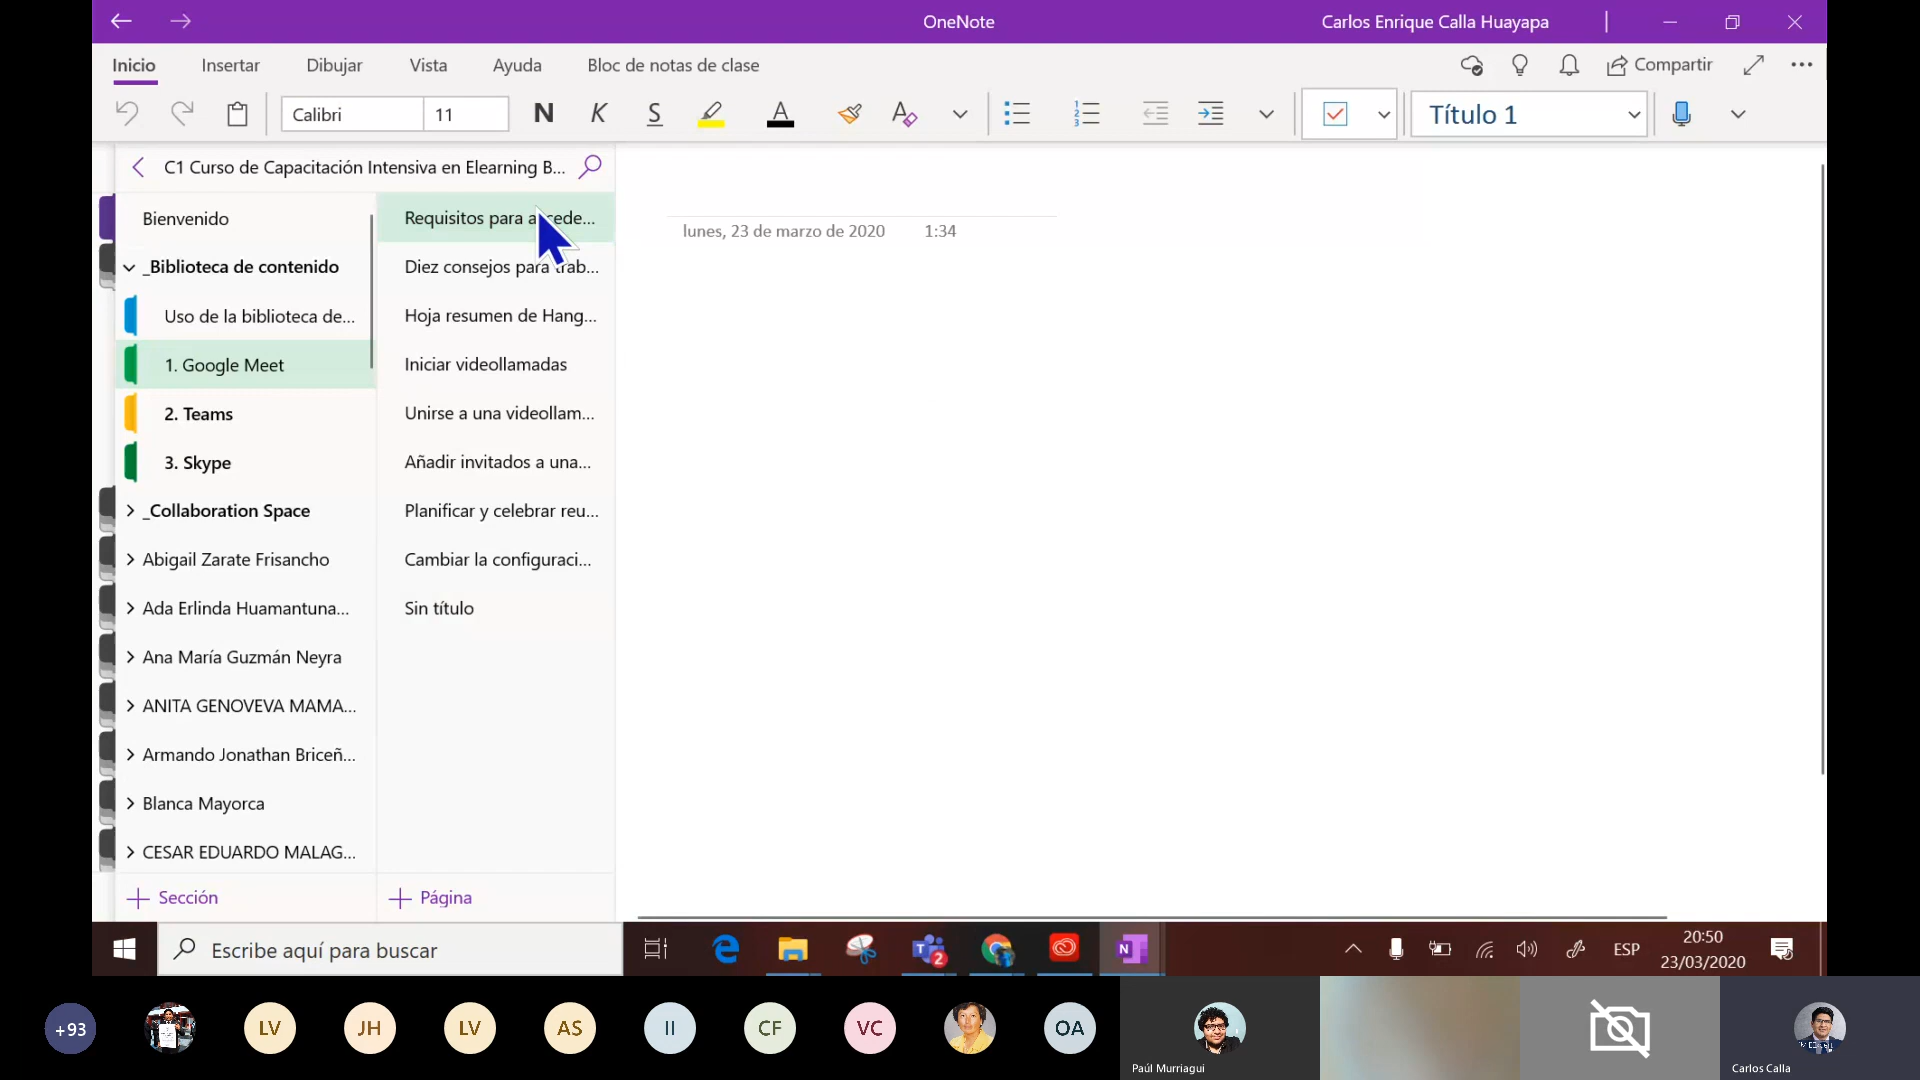 OneNote
Carlos Enrique Calla Huayapa
Inicio
Insertar
Dibujar
Vista
Ayuda
Bloc de notas de clase
Compartir
Calibri
11
N
K
S
A
A
Título 1
C1 Curso de Capacitación Intensiva en Elearning B...
Bienvenido
_Biblioteca de contenido
Uso de la biblioteca de...
1. Google Meet
2. Teams
3. Skype
_Collaboration Space
Abigail Zarate Frisancho
Ada Erlinda Huamantuna...
Ana María Guzmán Neyra
ANITA GENOVEVA MAMA...
Armando Jonathan Briceñ...
Blanca Mayorca
CESAR EDUARDO MALAG...
Sección
Requisitos para a cede...
Diez consejos para trab...
Hoja resumen de Hang...
Iniciar videollamadas
Unirse a una videollam...
Añadir invitados a una...
Planificar y celebrar reu...
Cambiar la configuraci...
Sin título
Página
lunes, 23 de marzo de 2020
1:34
Escribe aquí para buscar
2
N
ESP
20:50
23/03/2020
+93
LV
JH
LV
AS
II
CF
VC
OA
Paúl Murriagui
Carlos Calla